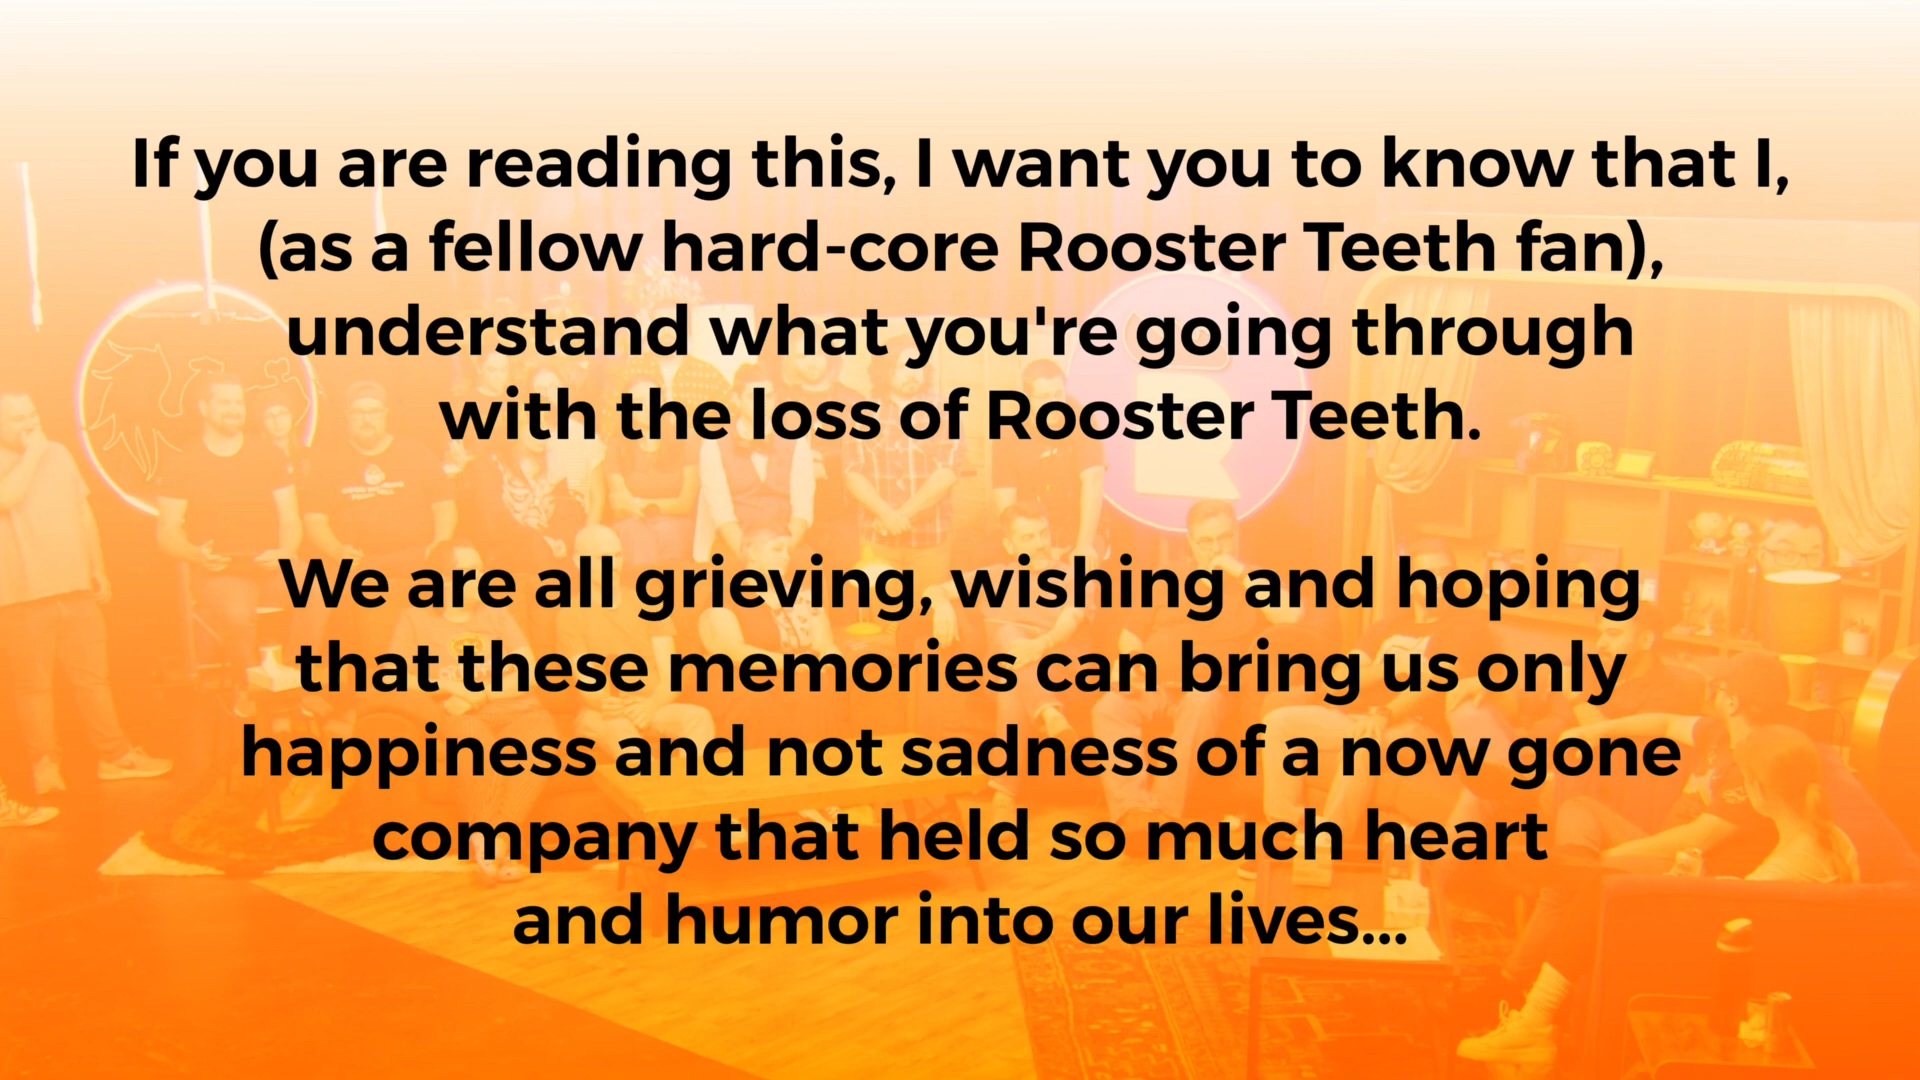 If you are reading this, I want you to know that I,
(as a fellow hard-core Rooster Teeth fan),
understand what you're going through
with the loss of Rooster Teeth.
We are all grieving, wishing and hoping
that these memories can bring us only
happiness and not sadness of a now gone
company that held so much heart
and humor into our lives...